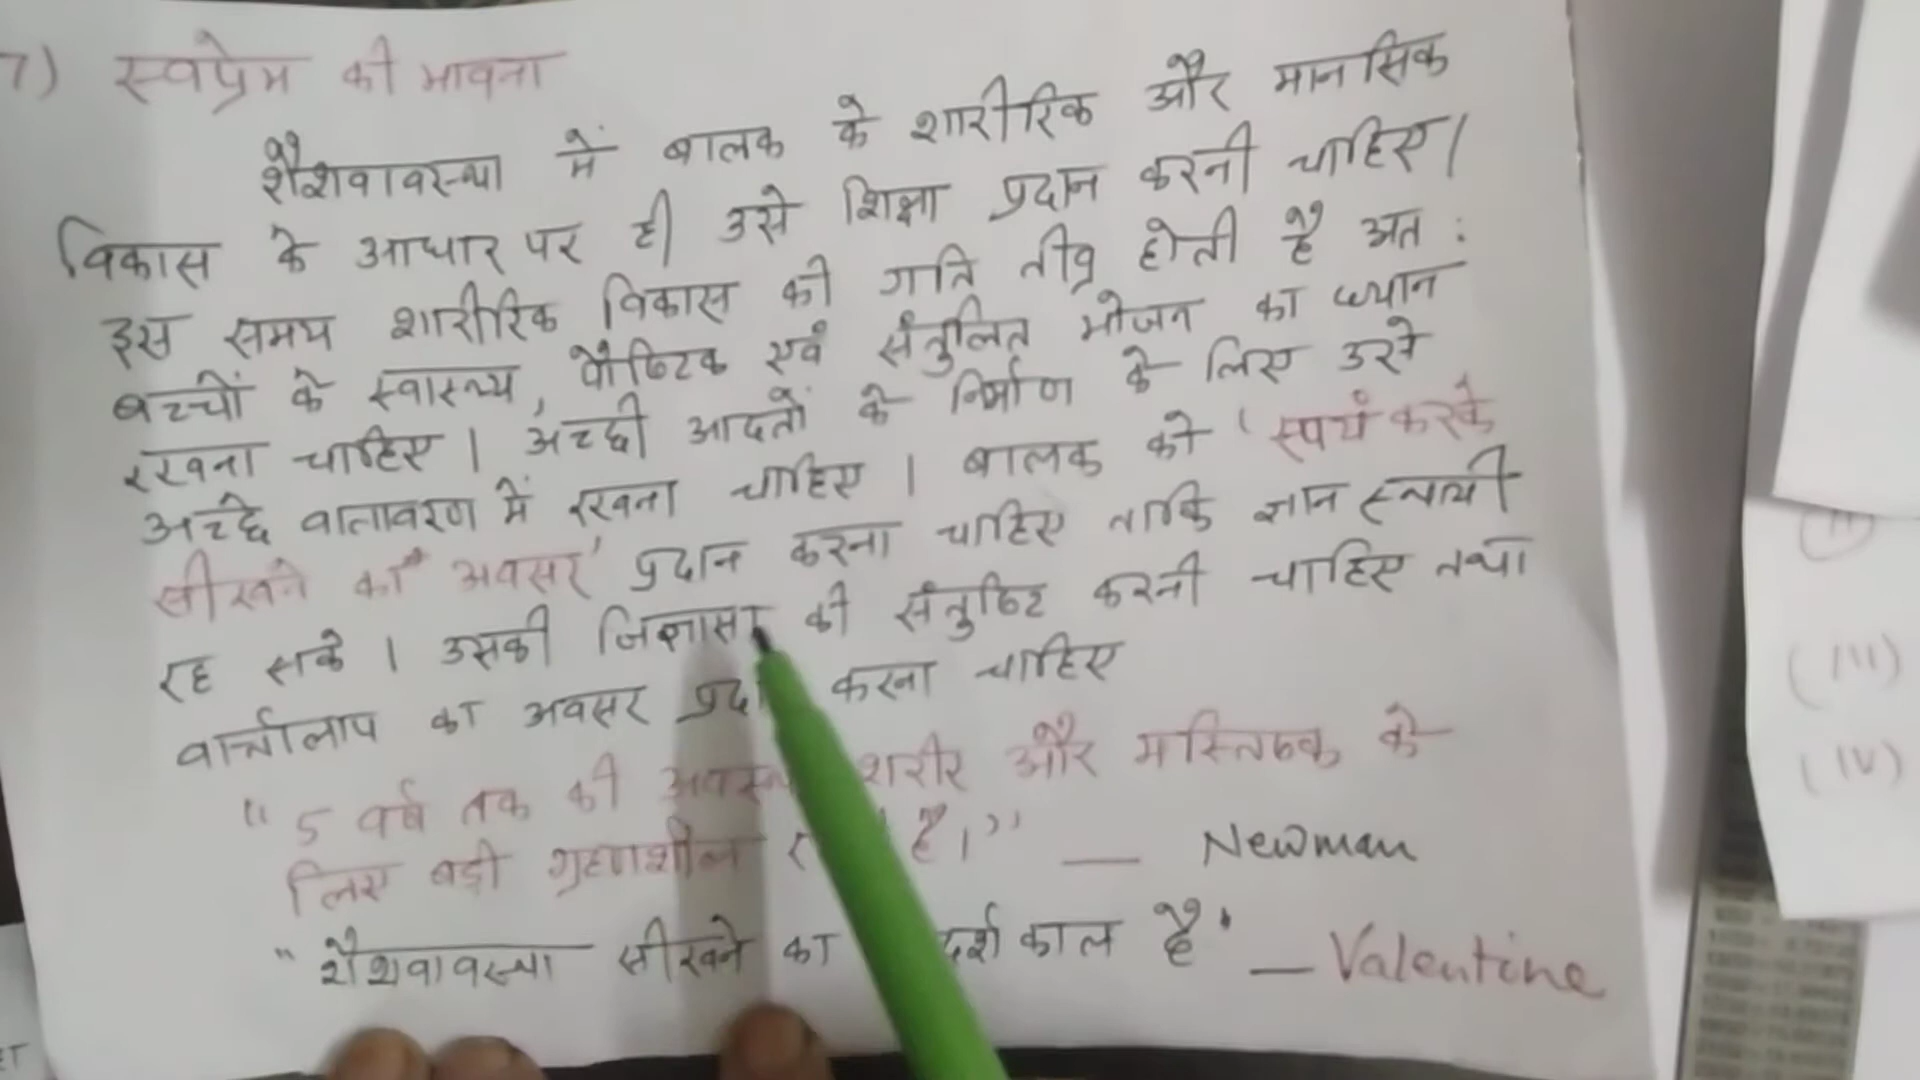 7) स्वप्रेम की भावना
शैशवावस्था में बालक के शारीरिक और मानसिक
विकास के आधार पर ही उसे शिक्षा प्रदान करनी चाहिए।
इस समय शारीरिक विकास की गति तीव्र होती है अत:
बच्चों के स्वास्थ्य, पौष्टिक एवं संतुलित भोजन का ध्यान
रखना चाहिए। अच्छी आदतों के निर्माण के लिए उसे
अच्छे वातावरण में रखना चाहिए। बालक को 'स्वयं करके
सीखने का अवसर' प्रदान करना चाहिए ताकि ज्ञान स्थायी
रह सके। उसकी जिज्ञासा की संतुष्टि करनी चाहिए तथा
वार्त्तालाप का अवसर करना चाहिए
" 5 वर्ष तक की शरीर और मस्तिष्क के
लिए बड़ी ग्रहणशील है।" — Newman
" शैशवावस्था सीखने का काल है" — Valentine
(III)
(IV)